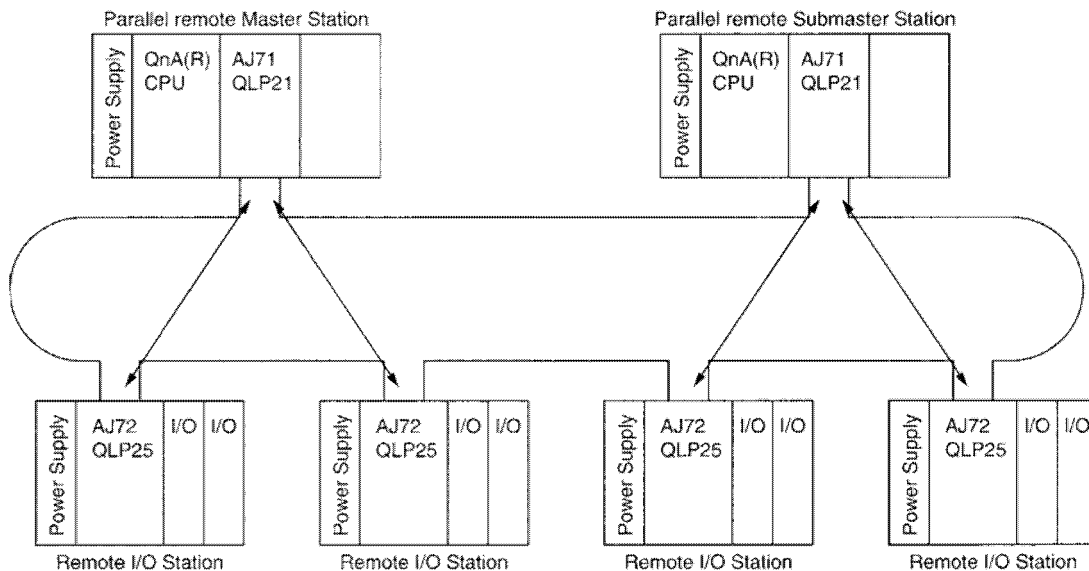 Parallel remote Master Station
Parallel remote Submaster Station
Power Supply
QnA(R)
CPU
AJ71
QLP21
Power Supply
QnA(R)
CPU
AJ71
QLP21
Power Supply
AJ72
QLP25
I/O
I/O
Power Supply
AJ72
QLP25
I/O
I/O
Power Supply
AJ72
QLP25
I/O
I/O
Power Supply
AJ72
QLP25
I/O
I/O
Remote I/O Station
Remote I/O Station
Remote I/O Station
Remote I/O Station